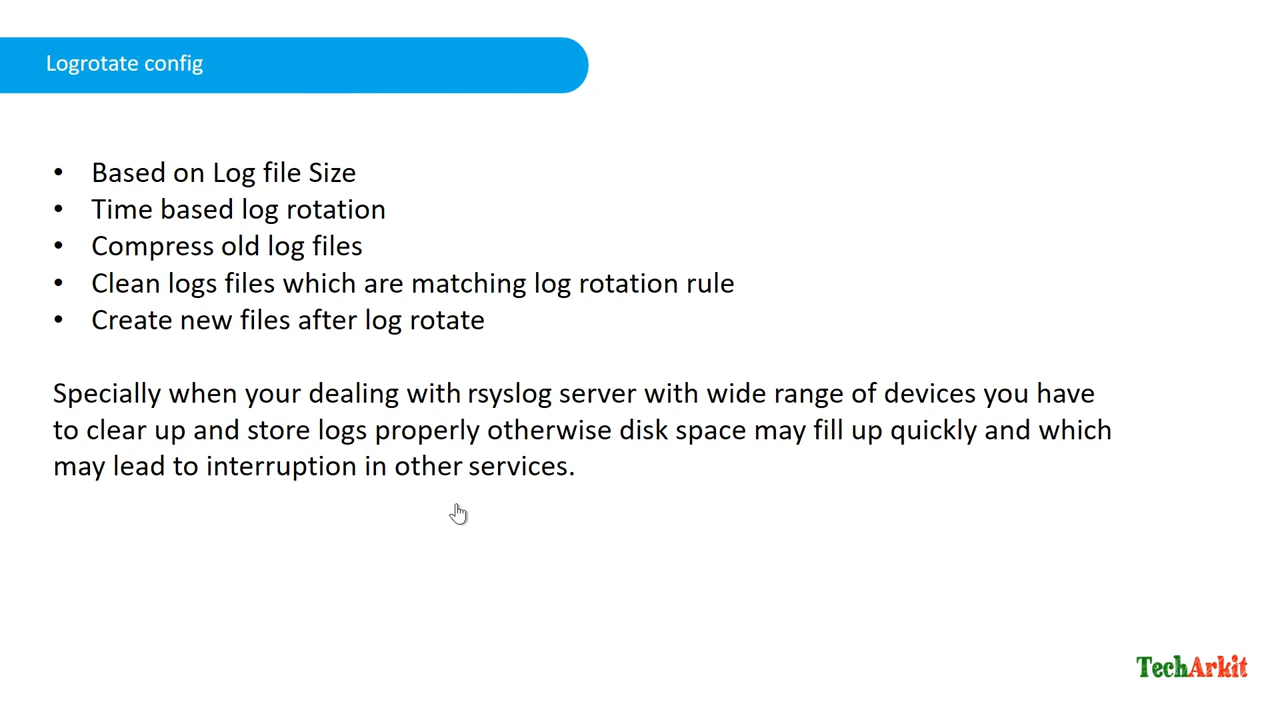 Logrotate config
• Based on Log file Size
• Time based log rotation
• Compress old log files
• Clean logs files which are matching log rotation rule
• Create new files after log rotate
Specially when your dealing with rsyslog server with wide range of devices you have
to clear up and store logs properly otherwise disk space may fill up quickly and which
may lead to interruption in other services.
TechArkit